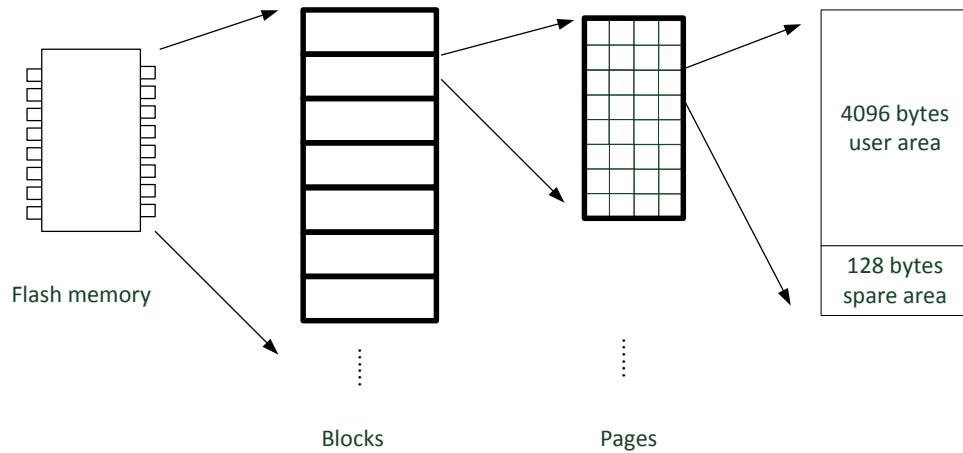 4096 bytes
user area
128 bytes
spare area
Flash memory
Blocks
Pages